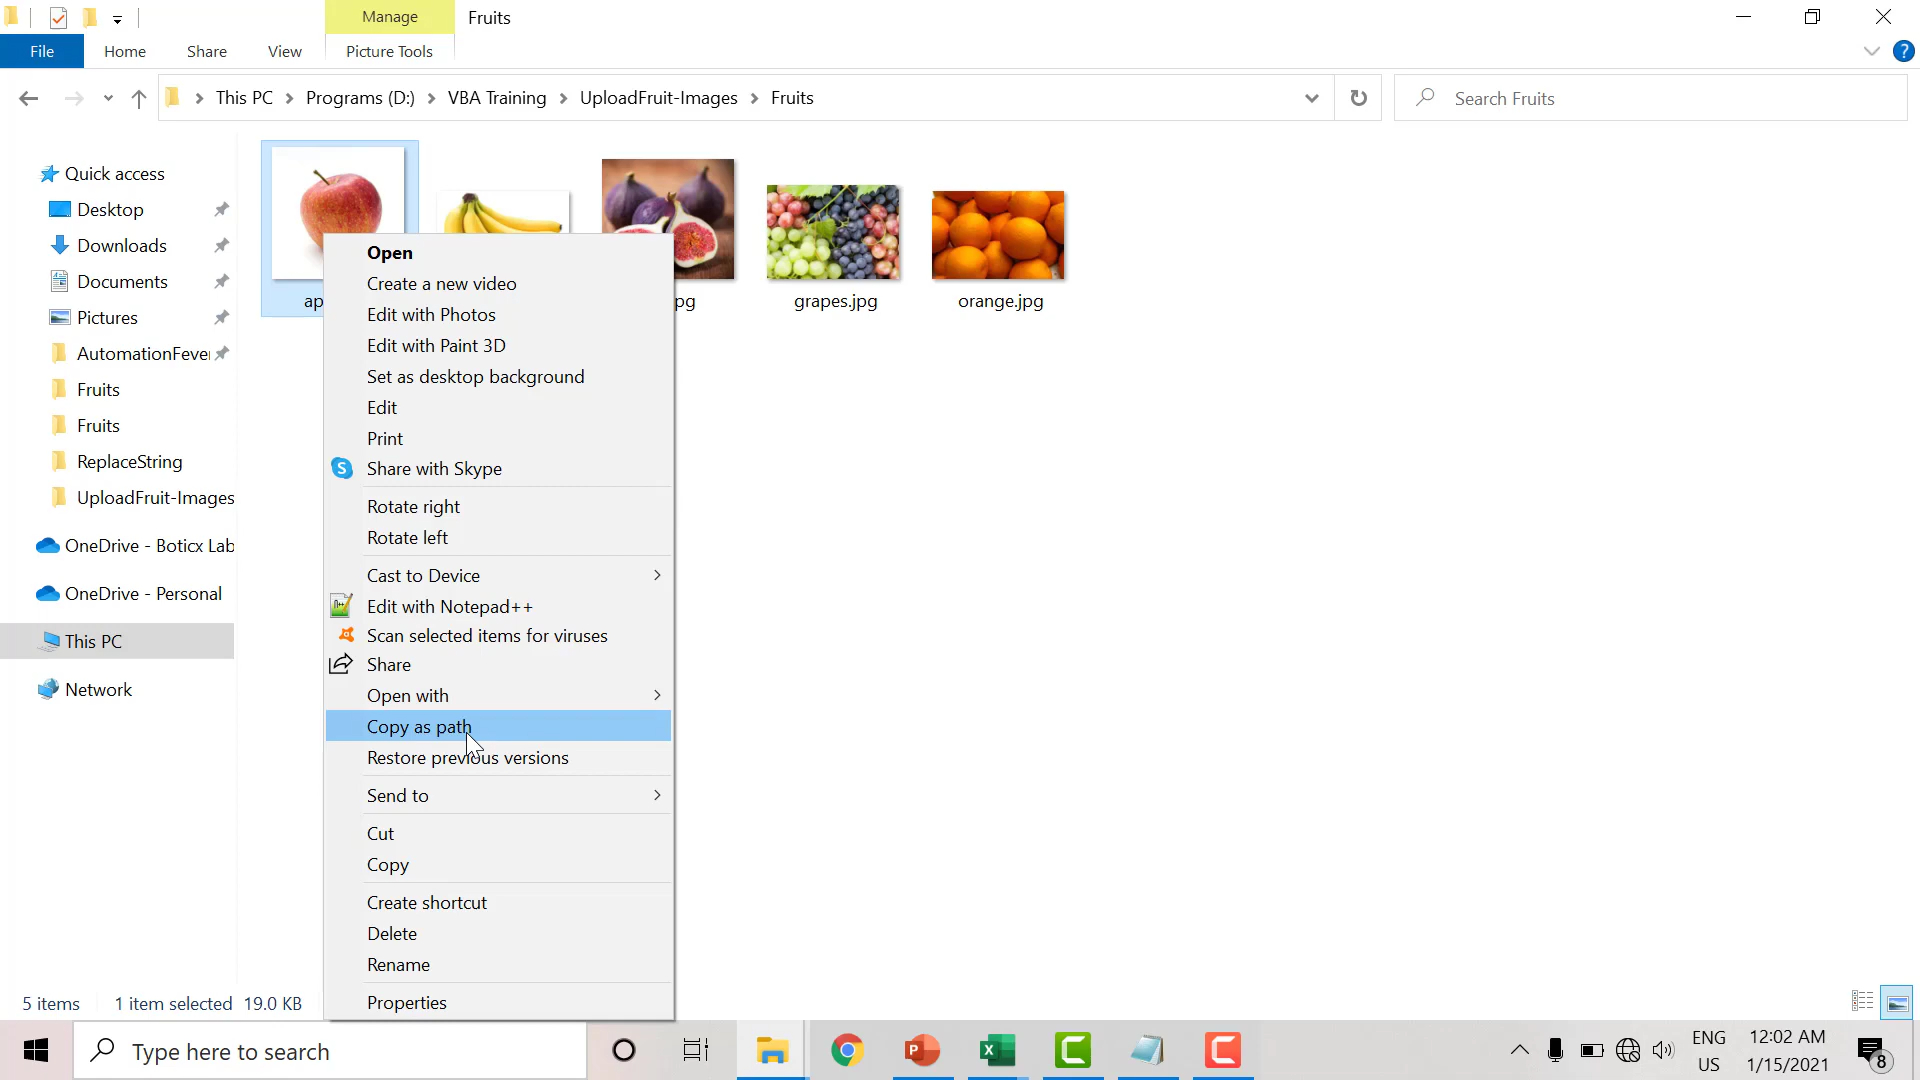 Manage
Fruits
File
Home
Share
View
Picture Tools
?
This PC
Programs (D:)
VBA Training
UploadFruit-Images
Fruits
Search Fruits
Quick access
Desktop
Downloads
Documents
Pictures
AutomationFever
Fruits
Fruits
ReplaceString
UploadFruit-Images
OneDrive - Boticx Lab
OneDrive - Personal
This PC
Network
ap
pg
grapes.jpg
orange.jpg
Open
Create a new video
Edit with Photos
Edit with Paint 3D
Set as desktop background
Edit
Print
S Share with Skype
Rotate right
Rotate left
Cast to Device
Edit with Notepad++
Scan selected items for viruses
Share
Open with
Copy as path
Restore previous versions
Send to
Cut
Copy
Create shortcut
Delete
Rename
Properties
5 items
1 item selected 19.0 KB
Type here to search
ENG
US
12:02 AM
1/15/2021
8